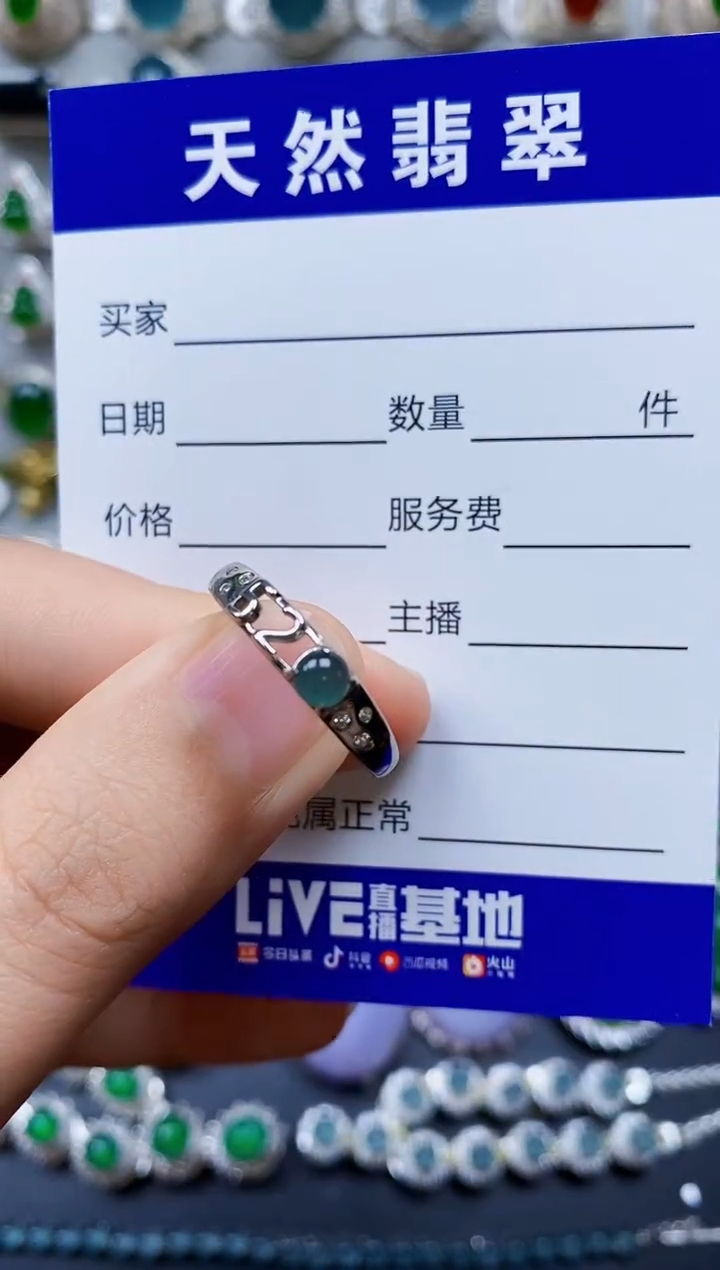 天然翡翠
买家
日期 数量 件
价格 服务费
主播
属正常
LiVE直播基地
今日头条 抖音 西瓜视频 火山